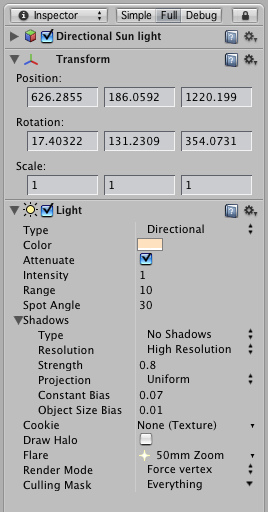 Inspector Simple Full Debug
Directional Sun light
Transform
Position:
626.2855 186.0592 1220.199
Rotation:
17.40322 131.2309 354.0731
Scale:
1 1 1
Light
Type Directional
Color
Attenuate
Intensity 1
Range 10
Spot Angle 30
Shadows
Type No Shadows
Resolution High Resolution
Strength 0.8
Projection Uniform
Constant Bias 0.07
Object Size Bias 0.01
Cookie None (Texture)
Draw Halo
Flare 50mm Zoom
Render Mode Force vertex
Culling Mask Everything